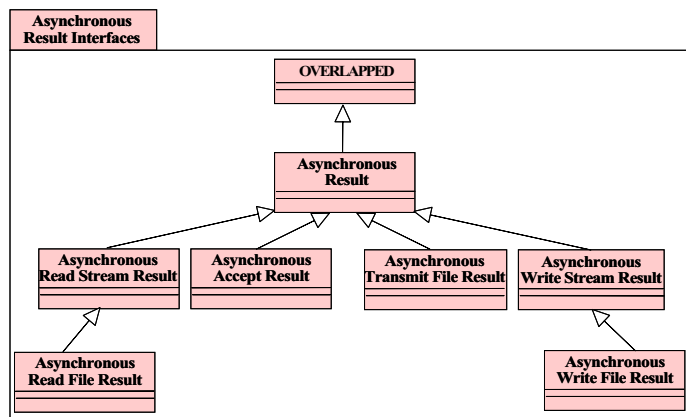 Asynchronous
Result Interfaces
OVERLAPPED
Asynchronous
Result
Asynchronous
Read Stream Result
Asynchronous
Accept Result
Asynchronous
Transmit File Result
Asynchronous
Write Stream Result
Asynchronous
Read File Result
Asynchronous
Write File Result